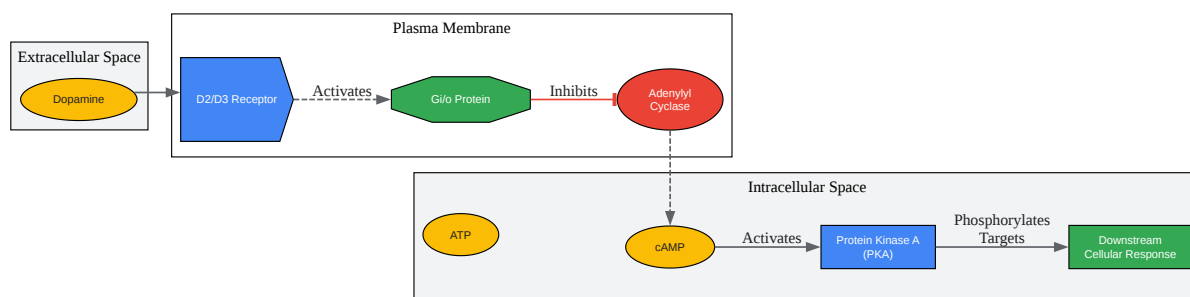 Plasma Membrane
Extracellular Space
Dopamine
D2/D3 Receptor
Activates
Gi/o Protein
Inhibits
Adenylyl
Cyclase
Intracellular Space
ATP
cAMP
Activates
Protein Kinase A
(PKA)
Phosphorylates
Targets
Downstream
Cellular Response